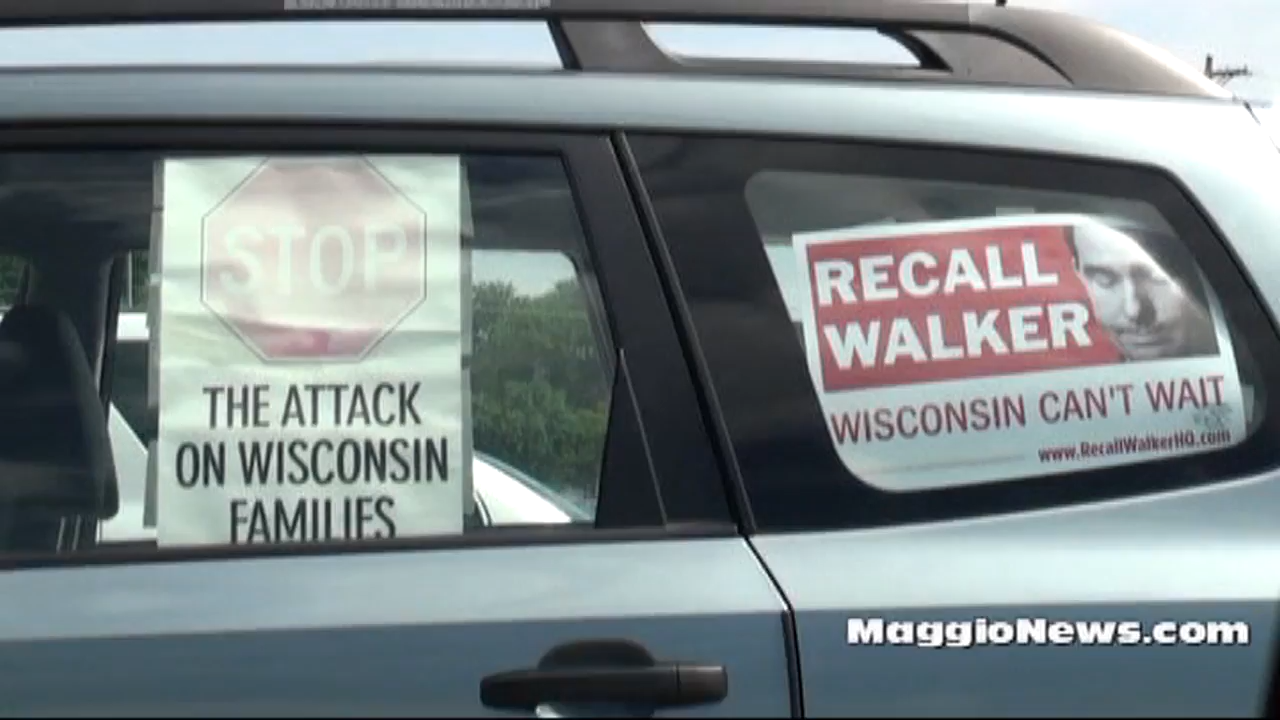 STOP
THE ATTACK
ON WISCONSIN
FAMILIES
RECALL
WALKER
WISCONSIN CAN'T WAIT
www.RecallWalkerHQ.com
MaggioNews.com